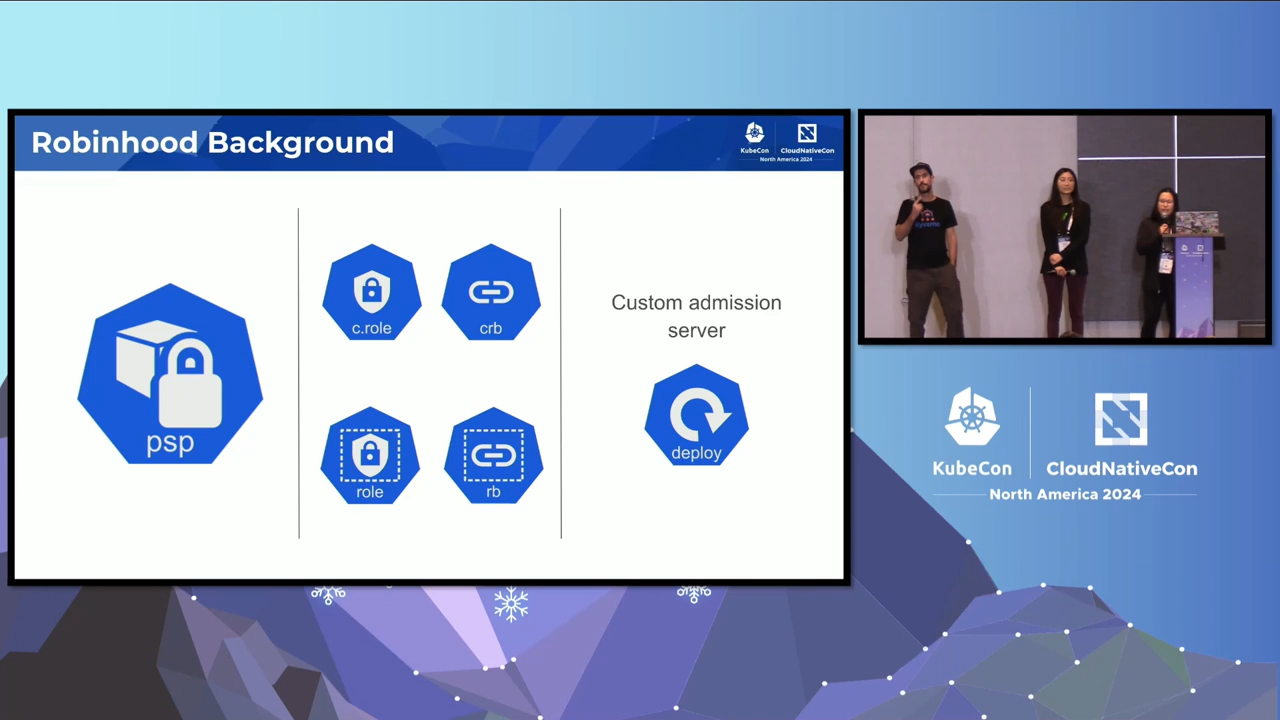 Robinhood Background
KubeCon
CloudNativeCon
North America 2024
psp
c.role
crb
role
rb
Custom admission
server
deploy
KubeCon
CloudNativeCon
North America 2024